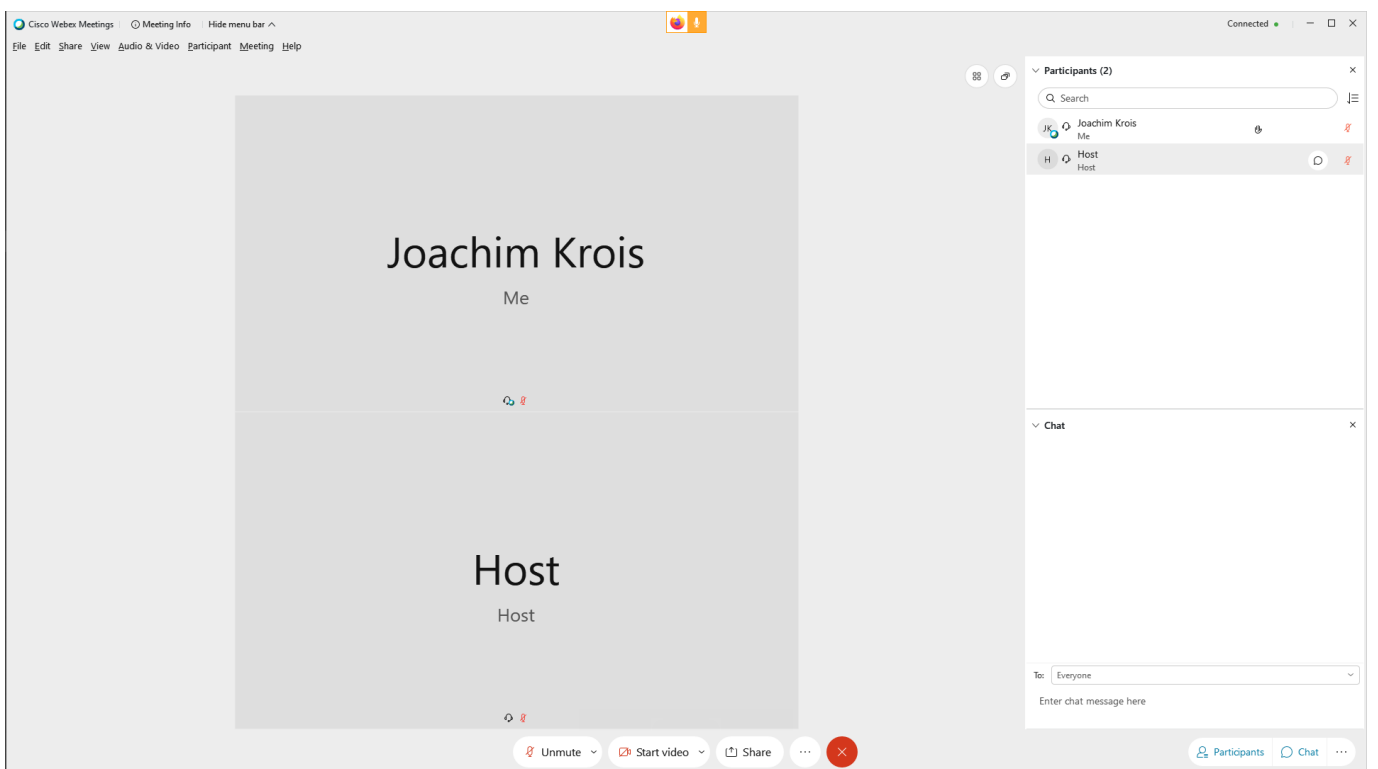 Cisco Webex Meetings Meeting Info Hide menu bar Connected
File Edit Share View Audio & Video Participant Meeting Help
Participants (2)
Search
JK Joachim Krois
Me
H Host
Host
Joachim Krois
Me
Chat
Host
Host
To: Everyone
Enter chat message here
Unmute Start video Share Participants Chat